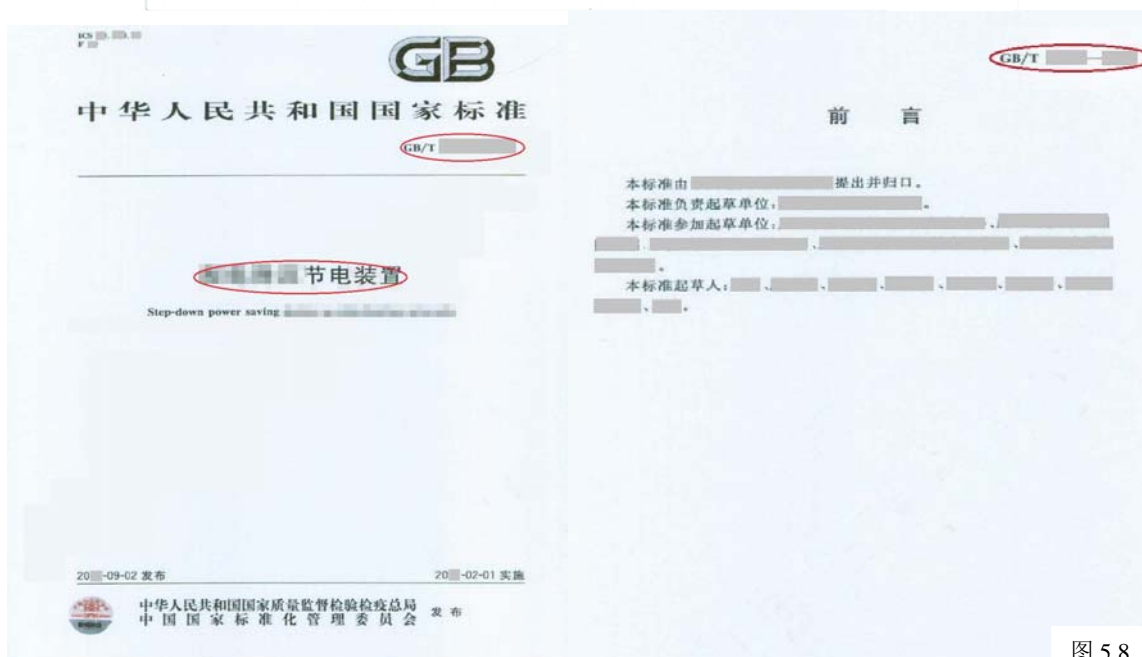 ICS
F
GB
中华人民共和国国家标准
GB/T
节电装置
Step-down power saving
20 -09-02 发布
20 -02-01 实施
中华人民共和国国家质量监督检验检疫总局
中国国家标准化管理委员会
发布
GB/T —
前 言
本标准由 提出并归口。
本标准负责起草单位: 。
本标准参加起草单位: 、
、 、 、
。
本标准起草人: 、 、 、 、 、 、
、 。
图 5.8